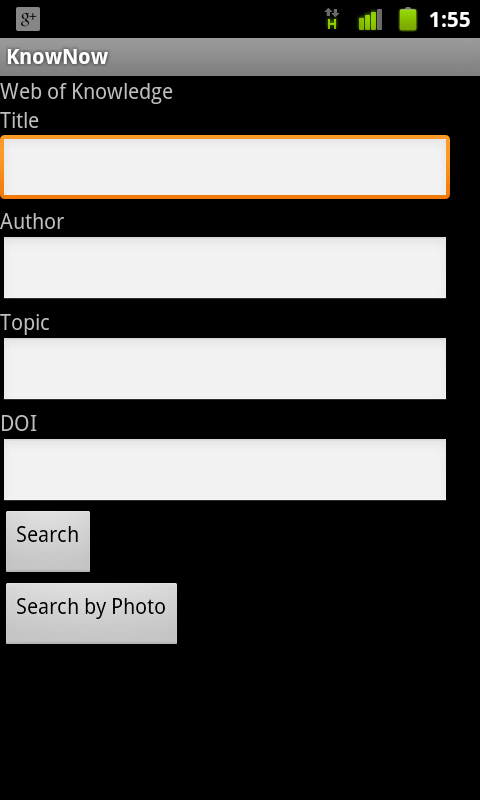 g+
H
1:55
KnowNow
Web of Knowledge
Title
Author
Topic
DOI
Search
Search by Photo